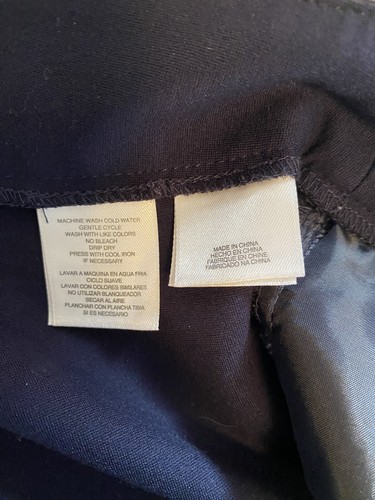 MACHINE WASH COLD WATER
GENTLE CYCLE
WASH WITH LIKE COLORS
NO BLEACH
DRIP DRY
PRESS WITH COOL IRON
IF NECESSARY
LAVAR A MAQUINA EN AGUA FRIA
CICLO SUAVE
LAVAR CON COLORES SIMILARES
NO UTILIZAR BLANQUEADOR
SECAR AL AIRE
PLANCHAR CON PLANCHA TIBIA
SI ES NECESARIO
MADE IN CHINA
HECHO EN CHINA
FABRIQUE EN CHINE
FABRICADO NA CHINA